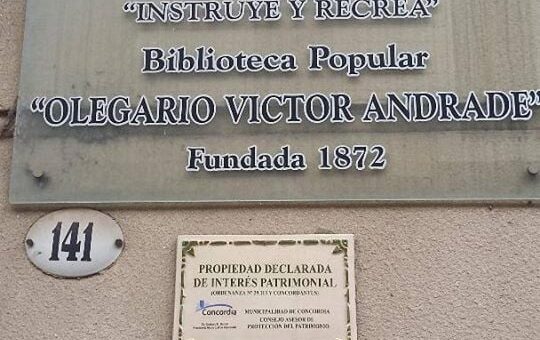 "INSTRUYE Y RECREA"
Biblioteca Popular
"OLEGARIO VICTOR ANDRADE"
Fundada 1872
141
PROPIEDAD DECLARADA
DE INTERÉS PATRIMONIAL
Concordia
MUNICIPALIDAD DE CONCORDIA
CONSEJO ASESOR DE
PROTECCIÓN DEL PATRIMONIO